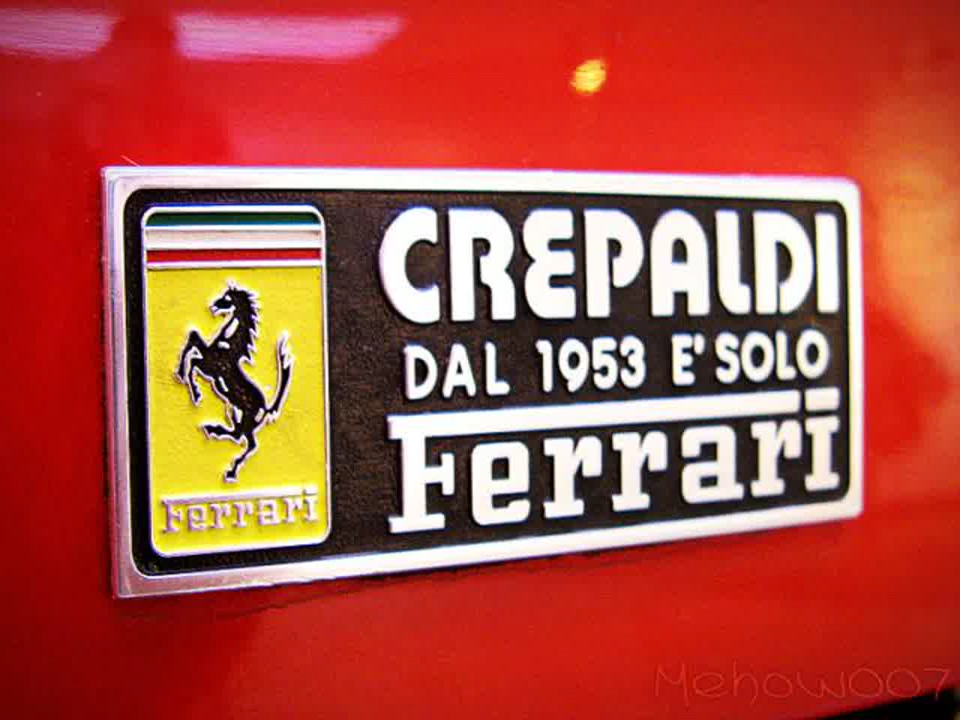 CREPALDI
DAL 1953 E' SOLO
Ferrari
Ferrari
Mehow007